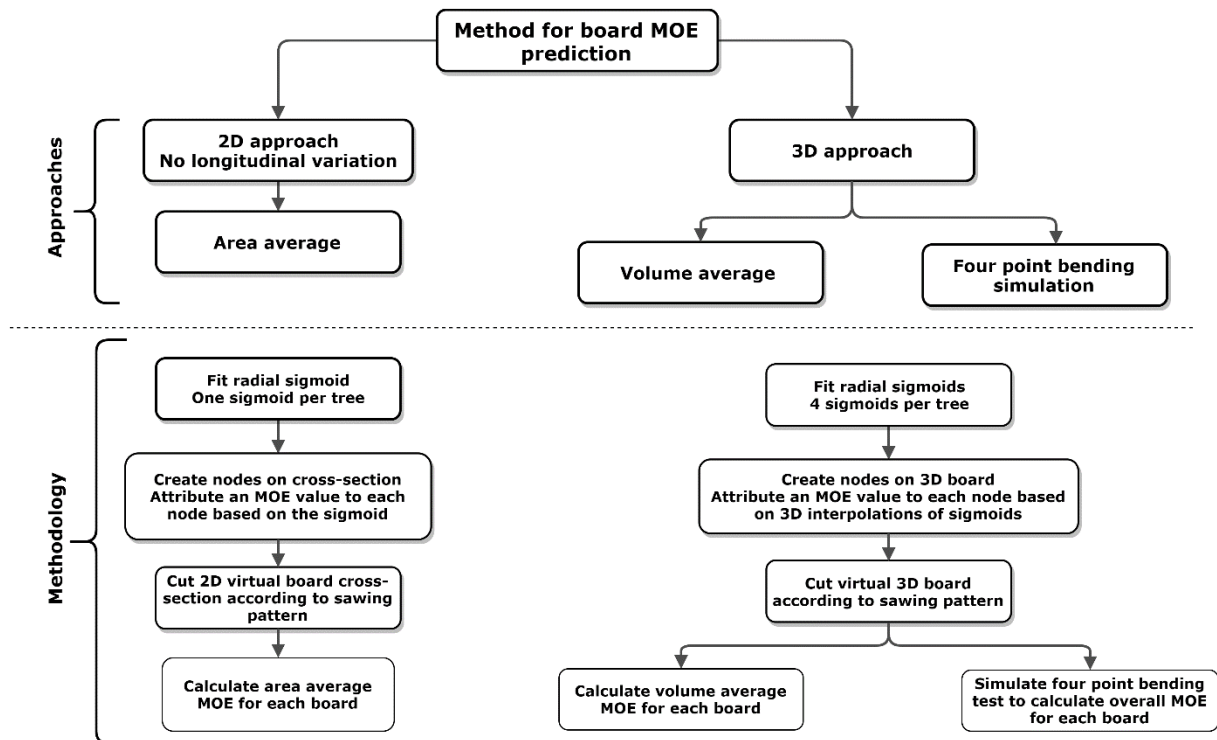 Method for board MOE
prediction
Approaches
2D approach
No longitudinal variation
3D approach
Area average
Volume average
Four point bending
simulation
Methodology
Fit radial sigmoid
One sigmoid per tree
Fit radial sigmoids
4 sigmoids per tree
Create nodes on cross-section
Attribute an MOE value to each
node based on the sigmoid
Create nodes on 3D board
Attribute an MOE value to each node based
on 3D interpolations of sigmoids
Cut 2D virtual board cross-
section according to sawing
pattern
Cut virtual 3D board
according to sawing pattern
Calculate area average
MOE for each board
Calculate volume average
MOE for each board
Simulate four point bending
test to calculate overall MOE
for each board